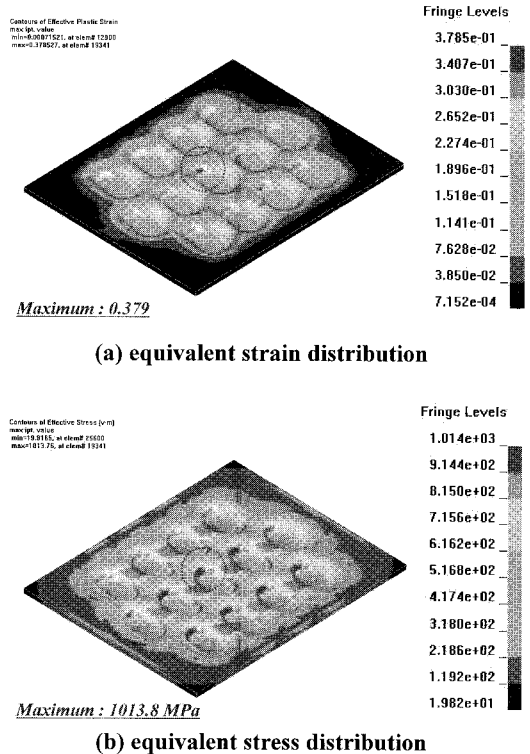 Contours of Effective Plastic Strain
max ipt. value
min=0.00071521, at elem# 12800
max=0.378527, at elem# 19341
Fringe Levels
3.785e-01
3.407e-01
3.030e-01
2.652e-01
2.274e-01
1.896e-01
1.518e-01
1.141e-01
7.628e-02
3.850e-02
7.152e-04
Maximum : 0.379
(a) equivalent strain distribution
Contours of Effective Stress (v-m)
max ipt. value
min=19.8165, at elem# 25600
max=1013.76, at elem# 19341
Fringe Levels
1.014e+03
9.144e+02
8.150e+02
7.156e+02
6.162e+02
5.168e+02
4.174e+02
3.180e+02
2.186e+02
1.192e+02
1.982e+01
Maximum : 1013.8 MPa
(b) equivalent stress distribution